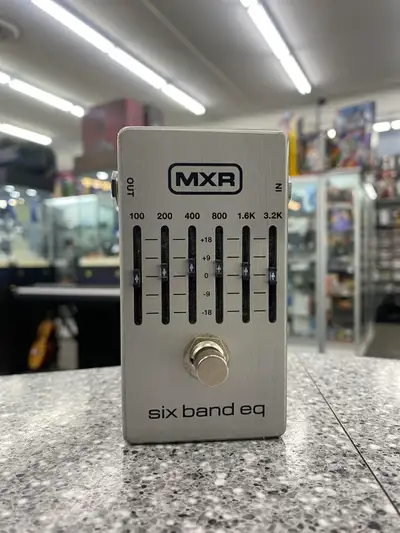 MXR
OUT
IN
100 200 400 800 1.6K 3.2K
+18
+9
0
-9
-18
six band eq